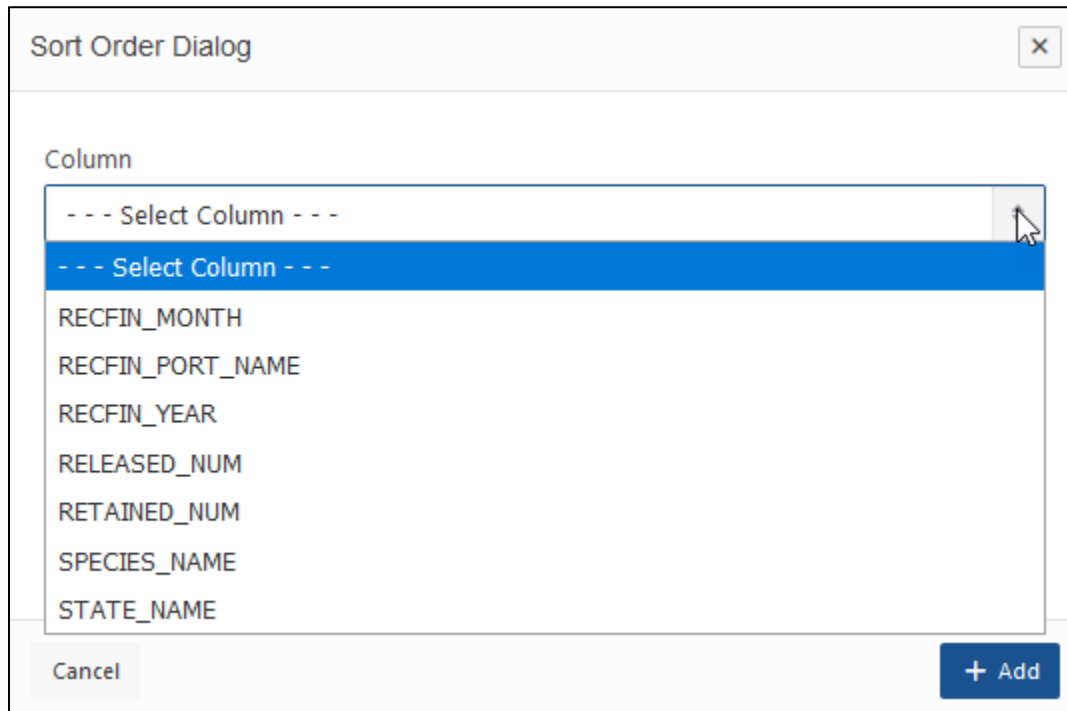 Sort Order Dialog
Column
- - - Select Column - - -
- - - Select Column - - -
RECFIN_MONTH
RECFIN_PORT_NAME
RECFIN_YEAR
RELEASED_NUM
RETAINED_NUM
SPECIES_NAME
STATE_NAME
Cancel + Add